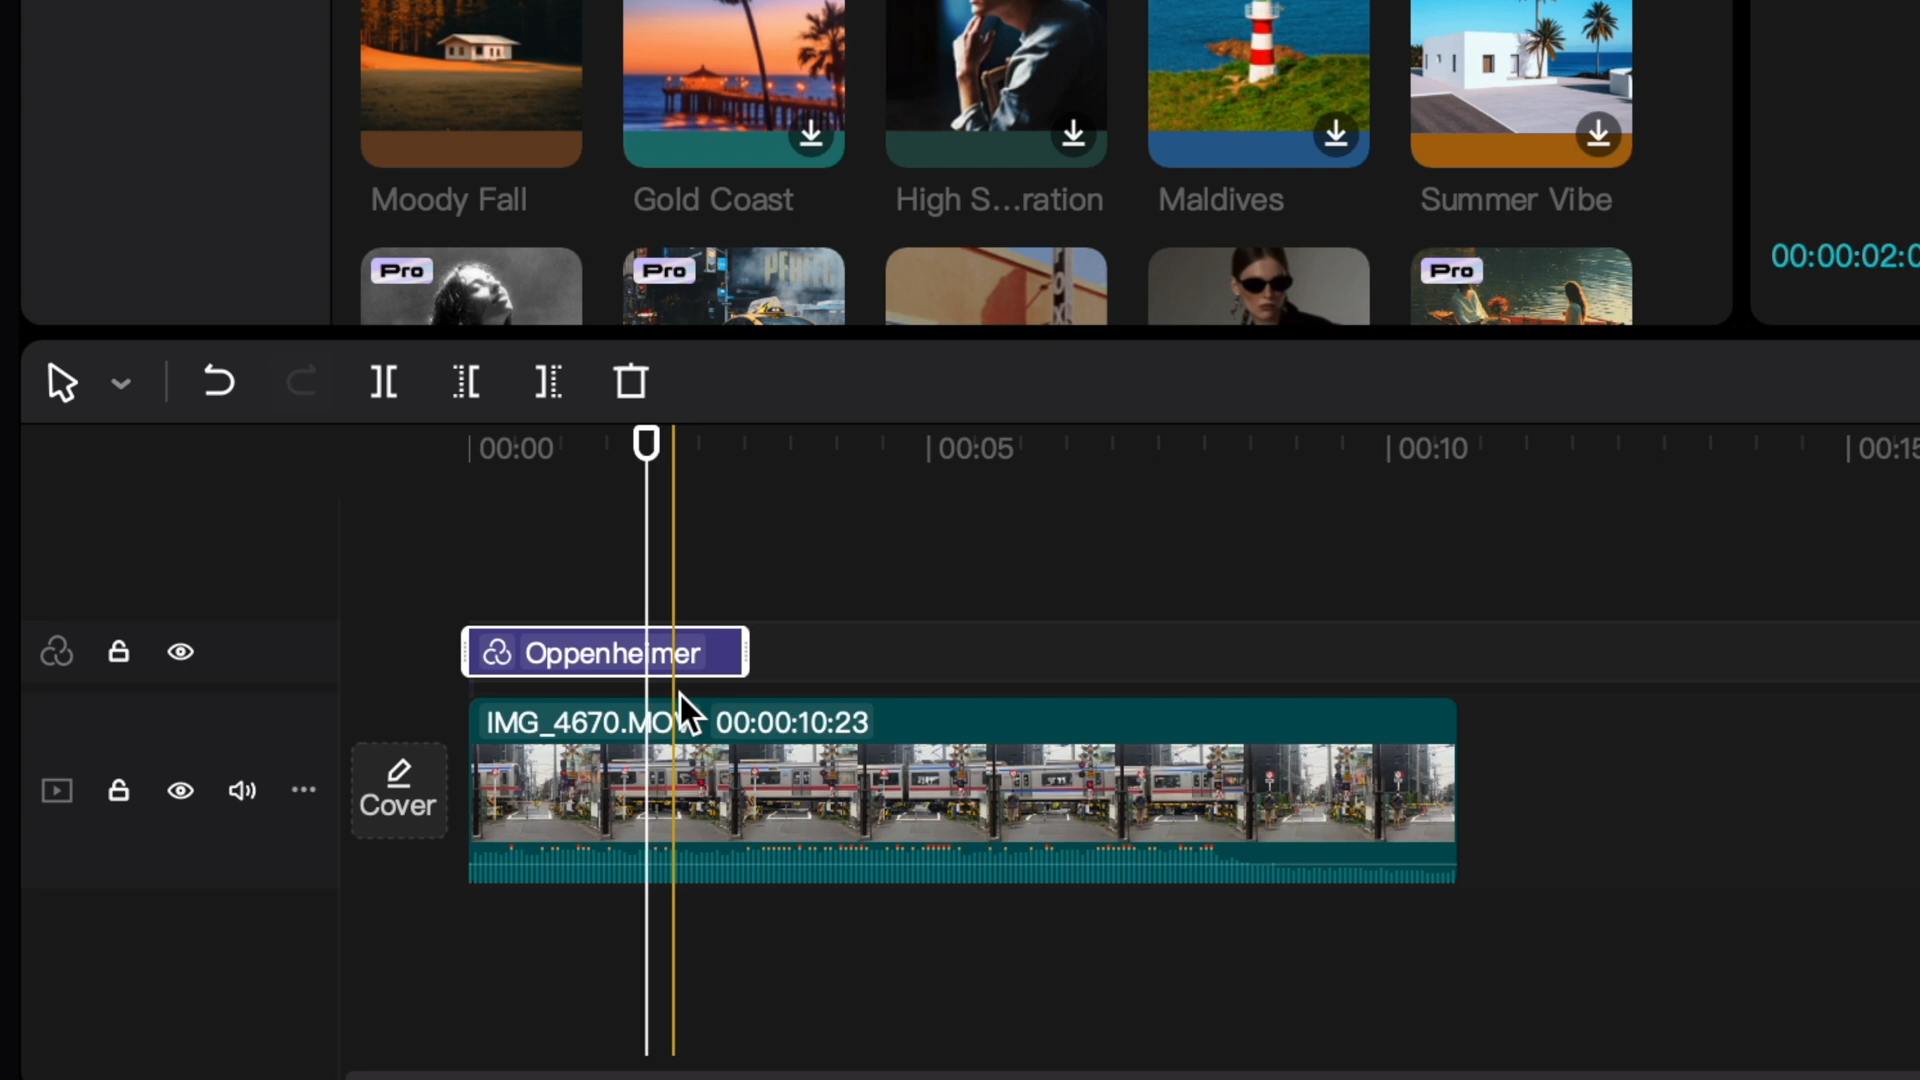 Moody Fall
Gold Coast
High S...ration
Maldives
Summer Vibe
Pro
Pro
Pro
00:00:02:0
00:00
00:05
00:10
00:15
Oppenheimer
IMG_4670.MOV 00:00:10:23
Cover